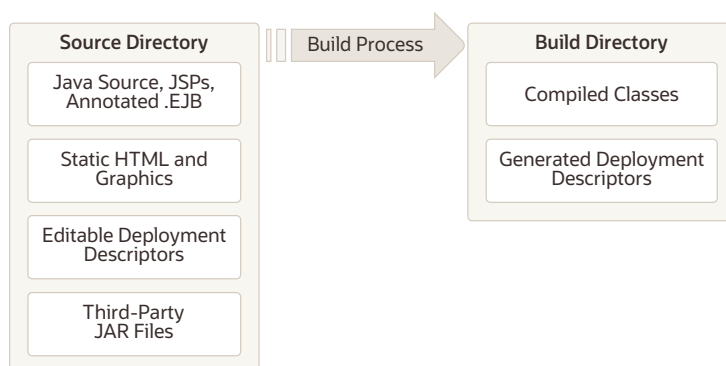 Source Directory
Java Source, JSPs,
Annotated .EJB
Static HTML and
Graphics
Editable Deployment
Descriptors
Third-Party
JAR Files
Build Process
Build Directory
Compiled Classes
Generated Deployment
Descriptors